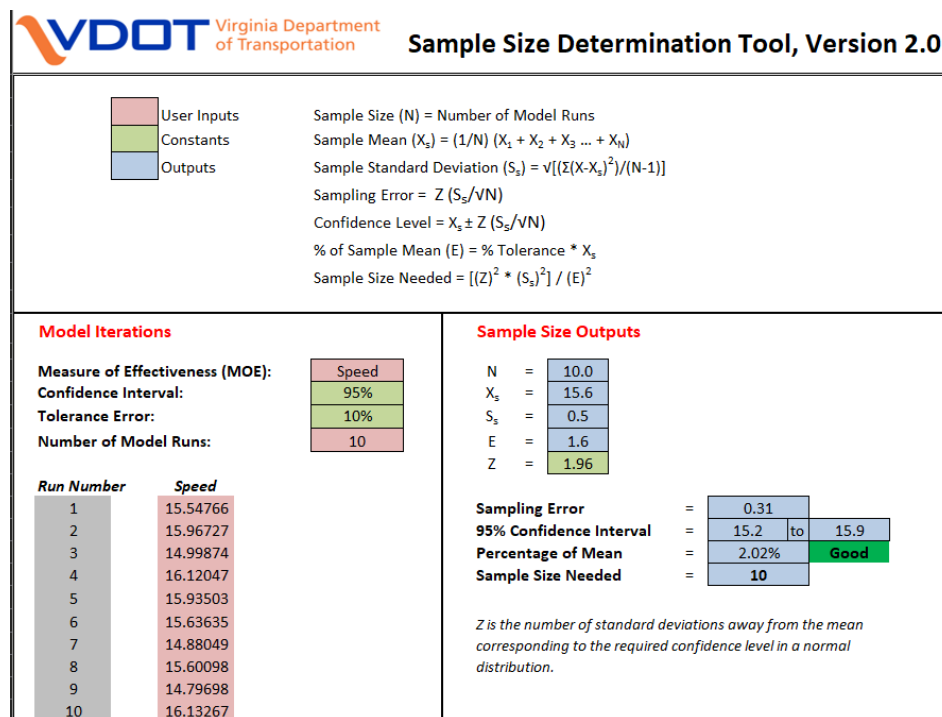 VDOT Virginia Department
of Transportation
Sample Size Determination Tool, Version 2.0
User Inputs
Constants
Outputs
Sample Size (N) = Number of Model Runs
Sample Mean (Xₛ) = (1/N) (X₁ + X₂ + X₃ ... + X_N)
Sample Standard Deviation (Sₛ) = √[(Σ(X-Xₛ)²)/(N-1)]
Sampling Error = Z (Sₛ/√N)
Confidence Level = Xₛ ± Z (Sₛ/√N)
% of Sample Mean (E) = % Tolerance * Xₛ
Sample Size Needed = [(Z)² * (Sₛ)²] / (E)²
Model Iterations
Measure of Effectiveness (MOE): Speed
Confidence Interval: 95%
Tolerance Error: 10%
Number of Model Runs: 10
Run Number Speed
1 15.54766
2 15.96727
3 14.99874
4 16.12047
5 15.93503
6 15.63635
7 14.88049
8 15.60098
9 14.79698
10 16.13267
Sample Size Outputs
N = 10.0
Xₛ = 15.6
Sₛ = 0.5
E = 1.6
Z = 1.96
Sampling Error = 0.31
95% Confidence Interval = 15.2 to 15.9
Percentage of Mean = 2.02% Good
Sample Size Needed = 10
Z is the number of standard deviations away from the mean
corresponding to the required confidence level in a normal
distribution.